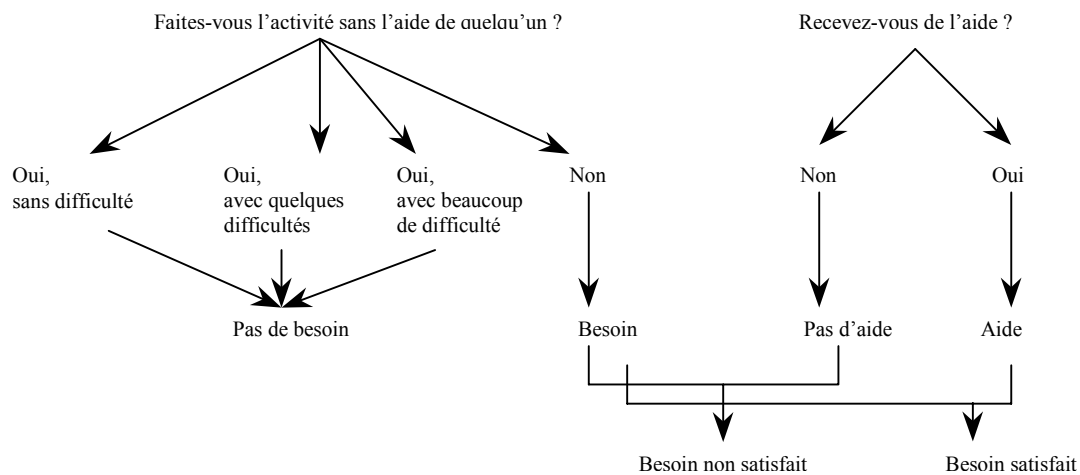 Faites-vous l'activité sans l'aide de quelqu'un ?
Recevez-vous de l'aide ?
Oui,
sans difficulté
Oui,
avec quelques
difficultés
Oui,
avec beaucoup
de difficulté
Non
Non
Oui
Pas de besoin
Besoin
Pas d'aide
Aide
Besoin non satisfait
Besoin satisfait